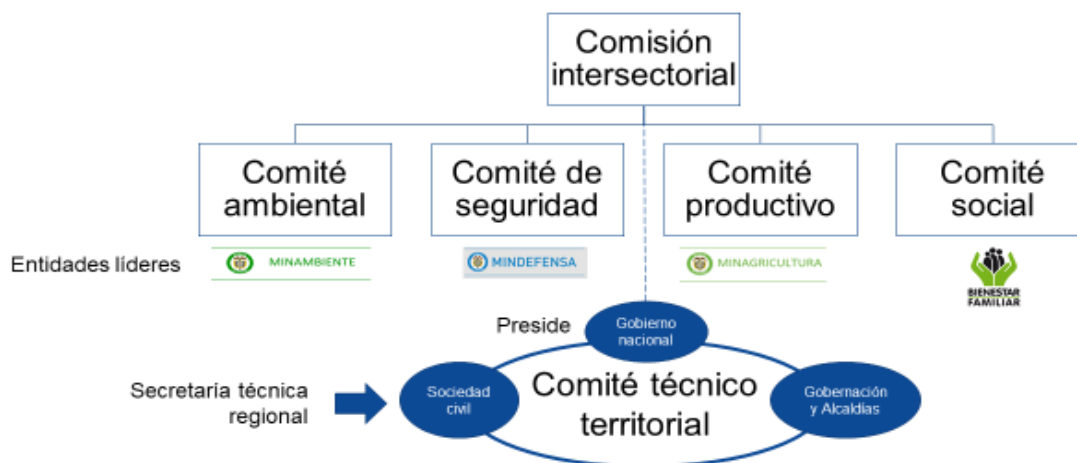 Comisión
intersectorial
Comité
ambiental
Comité de
seguridad
Comité
productivo
Comité
social
Entidades líderes
MINAMBIENTE
MINDEFENSA
MINAGRICULTURA
BIENESTAR
FAMILIAR
Preside
Gobierno
nacional
Secretaría técnica
regional
Sociedad
civil
Comité técnico
territorial
Gobernación
y Alcaldías